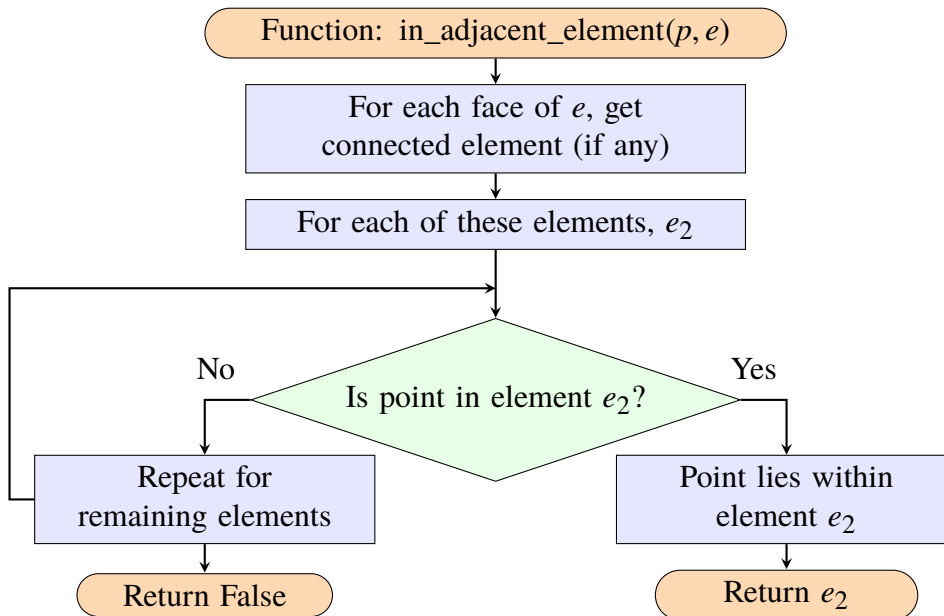 Function: in_adjacent_element(p, e)
For each face of e, get
connected element (if any)
For each of these elements, e₂
No
Yes
Is point in element e₂?
Repeat for
remaining elements
Point lies within
element e₂
Return False
Return e₂